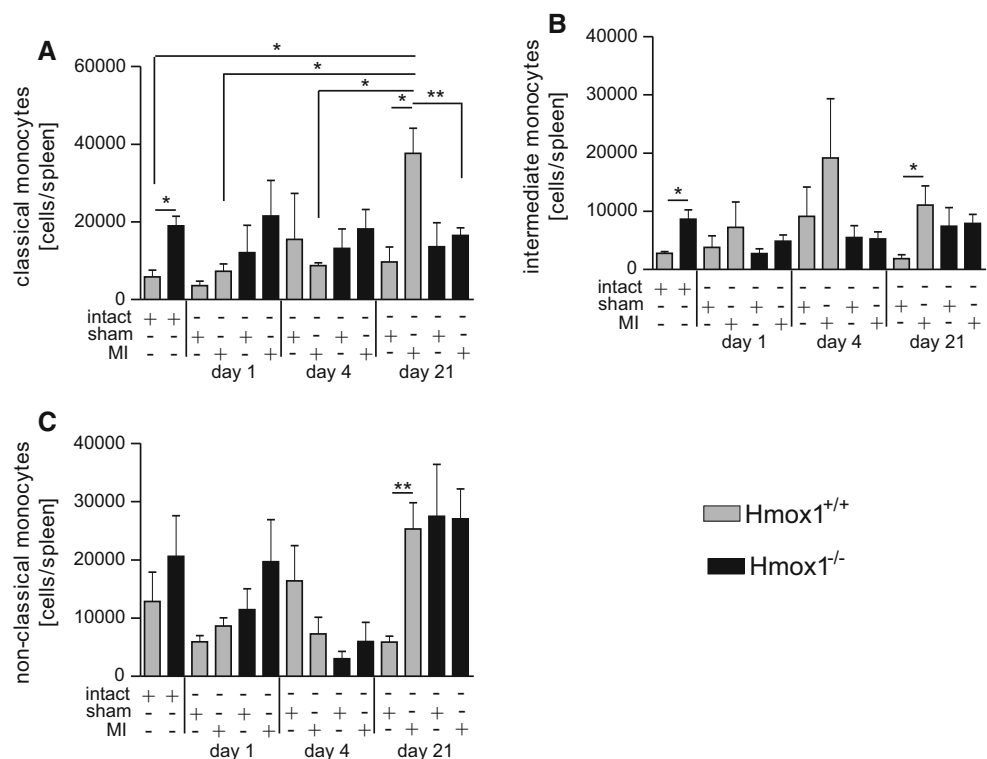 A
classical monocytes
[cells/spleen]
60000
40000
20000
0
*
*
*
* **
*
intact + + - - - - - - - - - - - -
sham - - + - + - + - + - + - + -
MI - - - + - + - + - + - + - +
day 1 day 4 day 21
B
intermediate monocytes
[cells/spleen]
40000
30000
20000
10000
0
* *
intact + + - - - - - - - - - - - -
sham - - + - + - + - + - + - + -
MI - - - + - + - + - + - + - +
day 1 day 4 day 21
C
non-classical monocytes
[cells/spleen]
40000
30000
20000
10000
0
**
intact + + - - - - - - - - - - - -
sham - - + - + - + - + - + - + -
MI - - - + - + - + - + - + - +
day 1 day 4 day 21
Hmox1+/+
Hmox1-/-